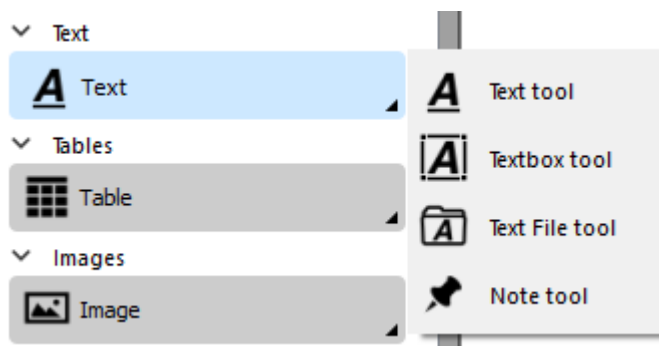 Text
Text
Tables
Table
Images
Image
Text tool
Textbox tool
Text File tool
Note tool